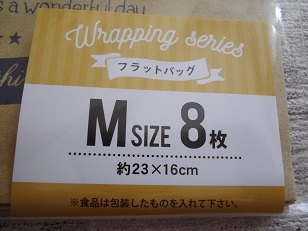 s a wonderful day
Wrapping series
フラットバッグ
M SIZE 8枚
約23×16cm
※食品は包装したものを入れて下さい。